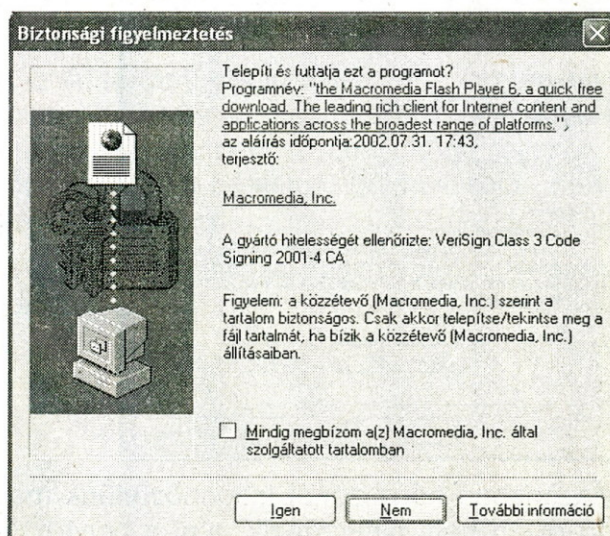 Biztonsági figyelmeztetés
Telepíti és futtatja ezt a programot?
Programnév: "the Macromedia Flash Player 6, a quick free
download. The leading rich client for Internet content and
applications across the broadest range of platforms.",
az aláírás időpontja:2002.07.31. 17:43,
terjesztő:
Macromedia, Inc.
A gyártó hitelességét ellenőrizte: VeriSign Class 3 Code
Signing 2001-4 CA
Figyelem: a közzétevő (Macromedia, Inc.) szerint a
tartalom biztonságos. Csak akkor telepítse/tekintse meg a
fájl tartalmát, ha bízik a közzétevő (Macromedia, Inc.)
állításaiban.
Mindig megbízom a(z) Macromedia, Inc. által
szolgáltatott tartalomban
Igen Nem További információ